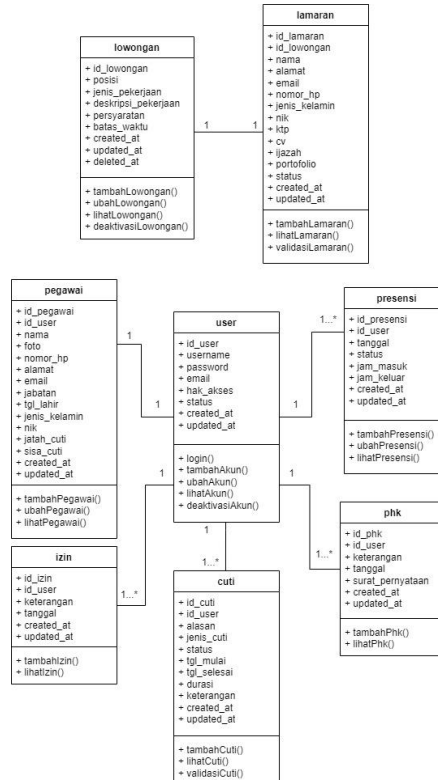 lowongan
+ id_lowongan
+ posisi
+ jenis_pekerjaan
+ deskripsi_pekerjaan
+ persyaratan
+ batas_waktu
+ created_at
+ updated_at
+ deleted_at
+ tambahLowongan()
+ ubahLowongan()
+ lihatLowongan()
+ deaktivasiLowongan()
1
1
lamaran
+ id_lamaran
+ id_lowongan
+ nama
+ alamat
+ email
+ nomor_hp
+ jenis_kelamin
+ nik
+ ktp
+ cv
+ ijazah
+ portofolio
+ status
+ created_at
+ updated_at
+ tambahLamaran()
+ lihatLamaran()
+ validasiLamaran()
pegawai
+ id_pegawai
+ id_user
+ nama
+ foto
+ nomor_hp
+ alamat
+ email
+ jabatan
+ tgl_lahir
+ jenis_kelamin
+ nik
+ jatah_cuti
+ sisa_cuti
+ created_at
+ updated_at
+ tambahPegawai()
+ ubahPegawai()
+ lihatPegawai()
1
1
user
+ id_user
+ username
+ password
+ email
+ hak_akses
+ status
+ created_at
+ updated_at
+ login()
+ tambahAkun()
+ ubahAkun()
+ lihatAkun()
+ deaktivasiAkun()
1...*
1
presensi
+ id_presensi
+ id_user
+ tanggal
+ status
+ jam_masuk
+ jam_keluar
+ created_at
+ updated_at
+ tambahPresensi()
+ ubahPresensi()
+ lihatPresensi()
1
1...*
izin
+ id_izin
+ id_user
+ keterangan
+ tanggal
+ created_at
+ updated_at
+ tambahIzin()
+ lihatIzin()
1
1...*
cuti
+ id_cuti
+ id_user
+ alasan
+ jenis_cuti
+ status
+ tgl_mulai
+ tgl_selesai
+ durasi
+ keterangan
+ created_at
+ updated_at
+ tambahCuti()
+ lihatCuti()
+ validasiCuti()
1
1...*
phk
+ id_phk
+ id_user
+ keterangan
+ tanggal
+ surat_pernyataan
+ created_at
+ updated_at
+ tambahPhk()
+ lihatPhk()